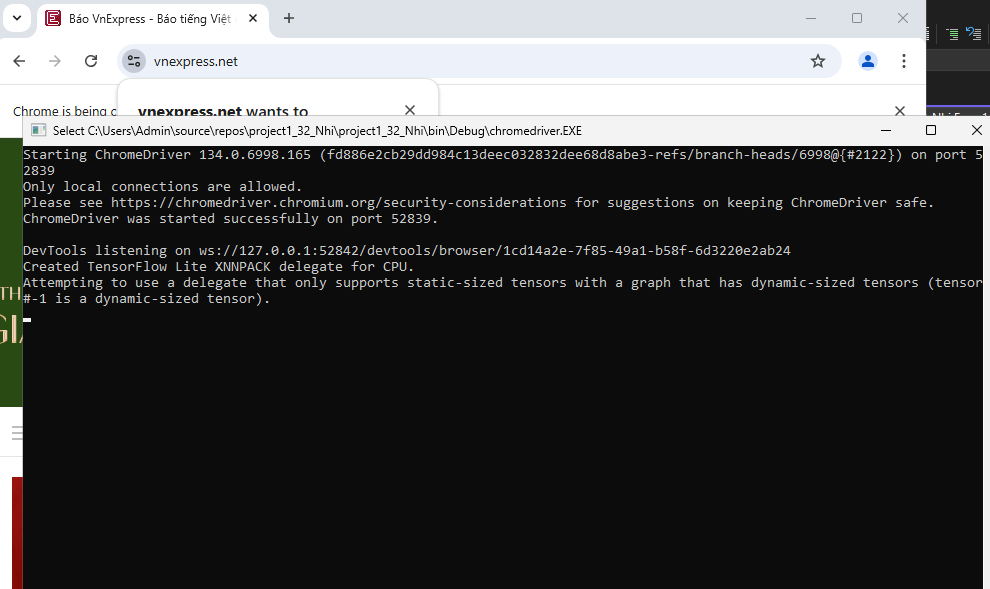 Báo VnExpress - Báo tiếng Việt
vnexpress.net
Chrome is being
vnexpress.net wants to
Select C:\Users\Admin\source\repos\project1_32_Nhi\project1_32_Nhi\bin\Debug\chromedriver.EXE
Starting ChromeDriver 134.0.6998.165 (fd886e2cb29dd984c13deec032832dee68d8abe3-refs/branch-heads/6998@{#2122}) on port 5
2839
Only local connections are allowed.
Please see https://chromedriver.chromium.org/security-considerations for suggestions on keeping ChromeDriver safe.
ChromeDriver was started successfully on port 52839.
DevTools listening on ws://127.0.0.1:52842/devtools/browser/1cd14a2e-7f85-49a1-b58f-6d3220e2ab24
Created TensorFlow Lite XNNPACK delegate for CPU.
Attempting to use a delegate that only supports static-sized tensors with a graph that has dynamic-sized tensors (tensor
#-1 is a dynamic-sized tensor).
TH
GI